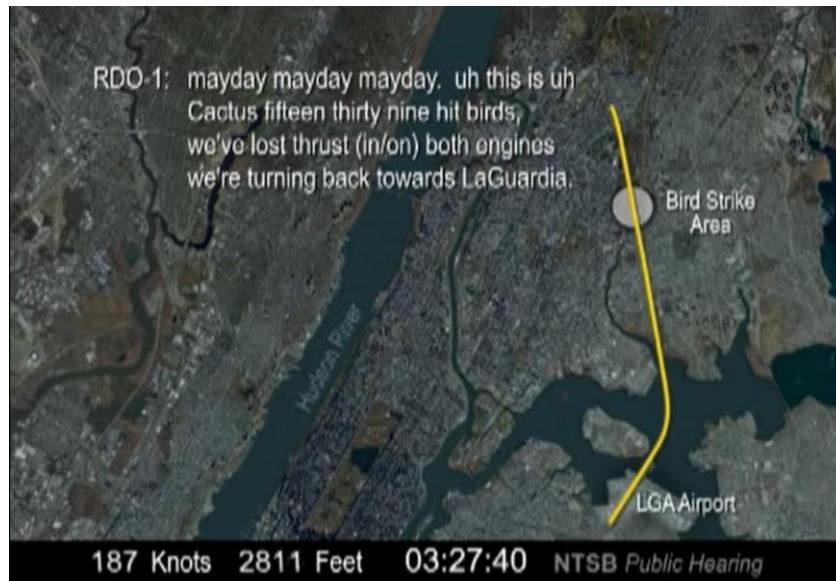 RDO-1: mayday mayday mayday. uh this is uh
Cactus fifteen thirty nine hit birds,
we've lost thrust (in/on) both engines
we're turning back towards LaGuardia.
Bird Strike
Area
Hudson River
LGA Airport
187 Knots 2811 Feet 03:27:40 NTSB Public Hearing